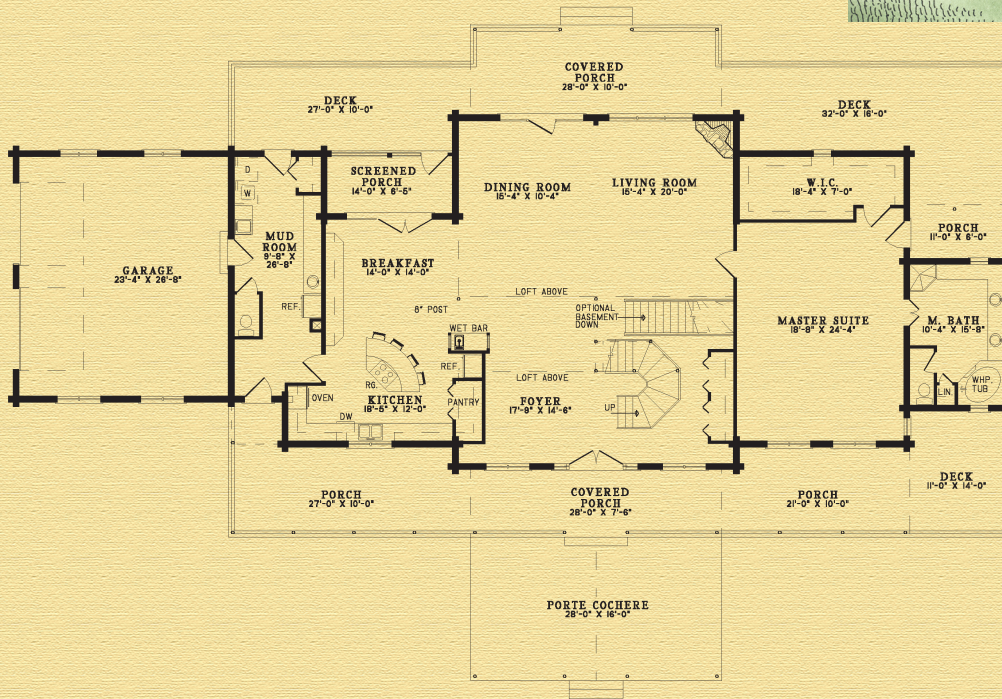 COVERED
PORCH
28'-0" X 10'-0"
DECK
27'-0" X 10'-0"
DECK
32'-0" X 16'-0"
D
W
SCREENED
PORCH
14'-0" X 8'-5"
DINING ROOM
15'-4" X 10'-4"
LIVING ROOM
15'-4" X 20'-0"
W.I.C.
18'-4" X 7'-0"
PORCH
11'-0" X 6'-0"
MUD
ROOM
9'-8" X
26'-8"
GARAGE
23'-4" X 26'-8"
BREAKFAST
14'-0" X 14'-0"
REF.
8" POST
LOFT ABOVE
OPTIONAL
BASEMENT
DOWN
WET BAR
MASTER SUITE
18'-8" X 24'-4"
M. BATH
10'-4" X 15'-8"
REF.
RG.
LOFT ABOVE
WHP.
TUB
LIN.
OVEN
KITCHEN
18'-5" X 12'-0"
PANTRY
FOYER
17'-9" X 14'-6"
UP
DW
PORCH
27'-0" X 10'-0"
COVERED
PORCH
28'-0" X 7'-6"
PORCH
21'-0" X 10'-0"
DECK
11'-0" X 14'-0"
PORTE COCHERE
28'-0" X 16'-0"